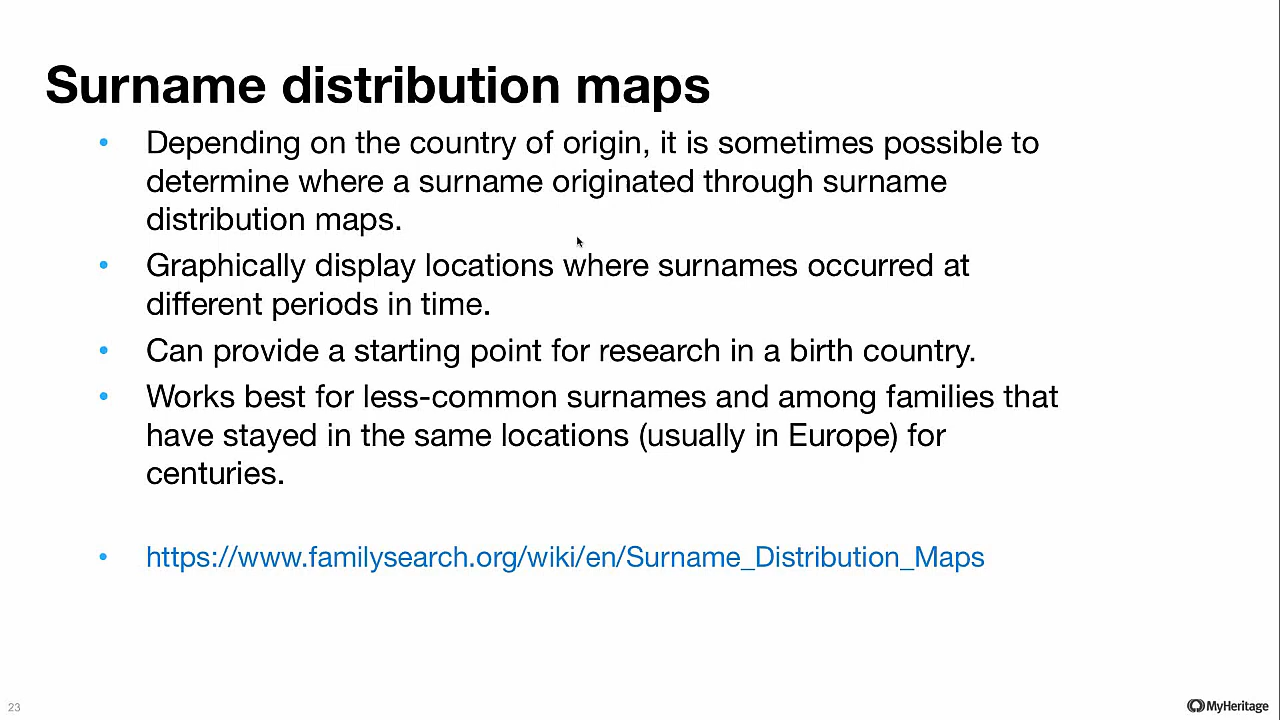 Surname distribution maps
• Depending on the country of origin, it is sometimes possible to
determine where a surname originated through surname
distribution maps.
• Graphically display locations where surnames occurred at
different periods in time.
• Can provide a starting point for research in a birth country.
• Works best for less-common surnames and among families that
have stayed in the same locations (usually in Europe) for
centuries.
• https://www.familysearch.org/wiki/en/Surname_Distribution_Maps
23
MyHeritage